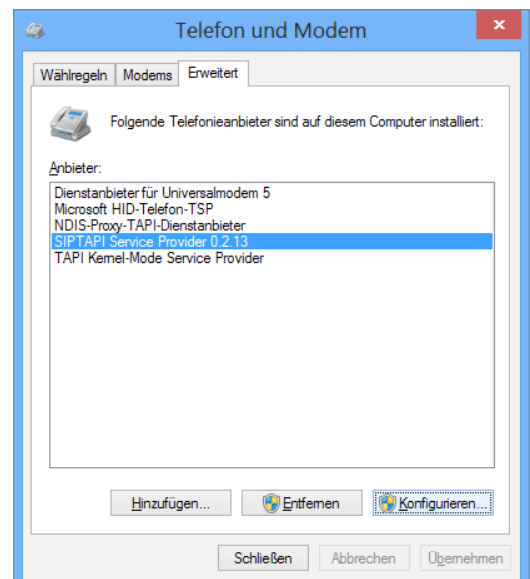 Telefon und Modem
Wählregeln Modems Erweitert
Folgende Telefonieanbieter sind auf diesem Computer installiert:
Anbieter:
Dienstanbieter für Universalmodem 5
Microsoft HID-Telefon-TSP
NDIS-Proxy-TAPI-Dienstanbieter
SIPTAPI Service Provider 0.2.13
TAPI Kernel-Mode Service Provider
Hinzufügen... Entfernen Konfigurieren...
Schließen Abbrechen Übernehmen